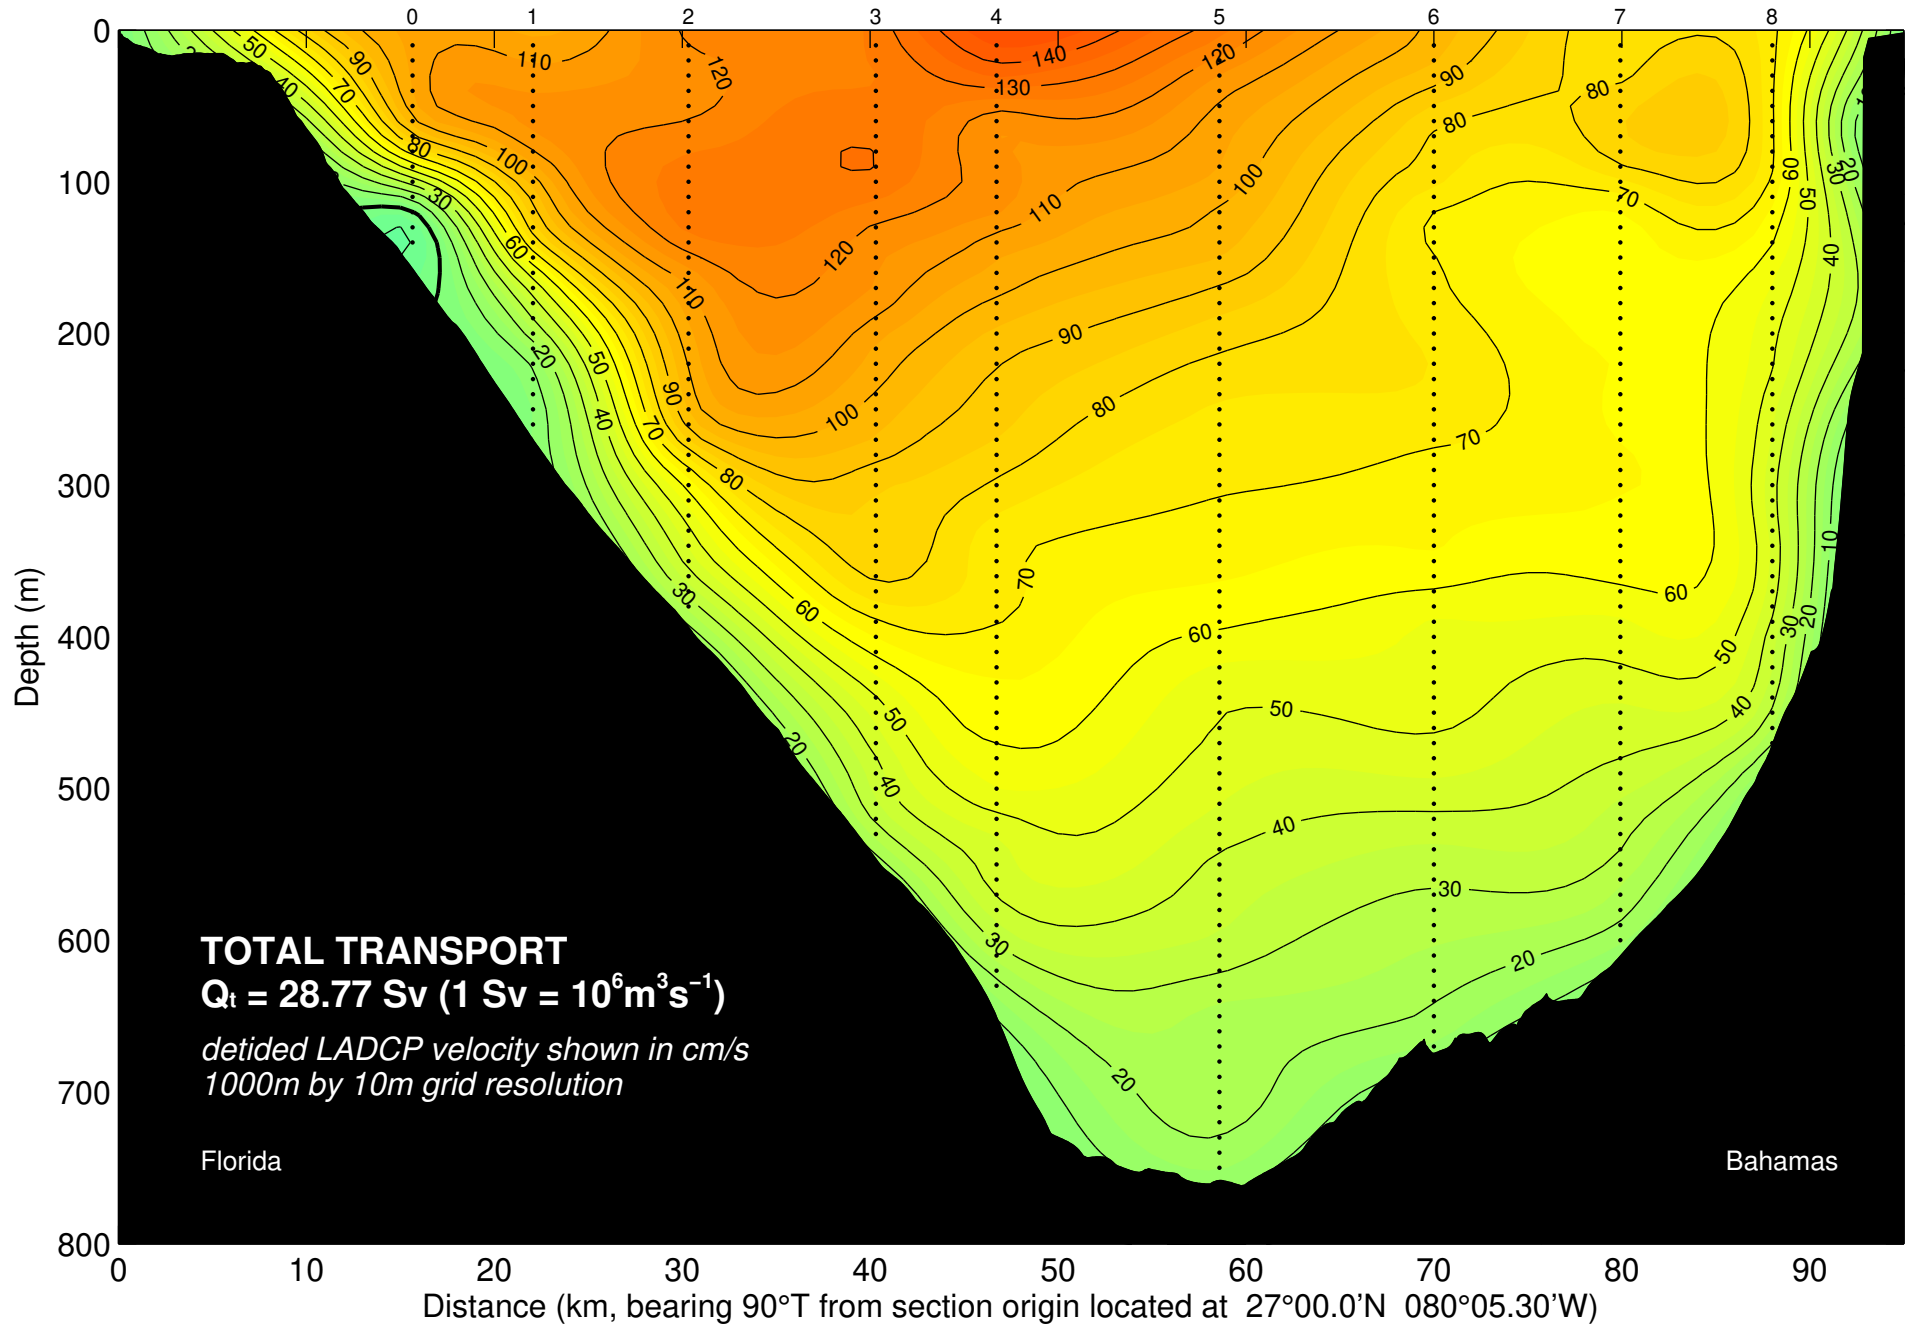 0 1 2 3 4 5 6 7 8
0
100
200
300
400
500
600
700
800
Depth (m)
50 90 110 120 140 120 90 80
40 70 130 80
80 100 30 60 110 100 70 60 50 30 20
60 120 40
110
20 50 90 90
40 70 100 80 70
80 10
30 60 70 60 60 30 20
50 50 50 40
20 40 40
30 30 20
20
TOTAL TRANSPORT
Qt = 28.77 Sv (1 Sv = 10⁶m³s⁻¹)
detided LADCP velocity shown in cm/s
1000m by 10m grid resolution
Florida
Bahamas
0 10 20 30 40 50 60 70 80 90
Distance (km, bearing 90°T from section origin located at 27°00.0'N 080°05.30'W)